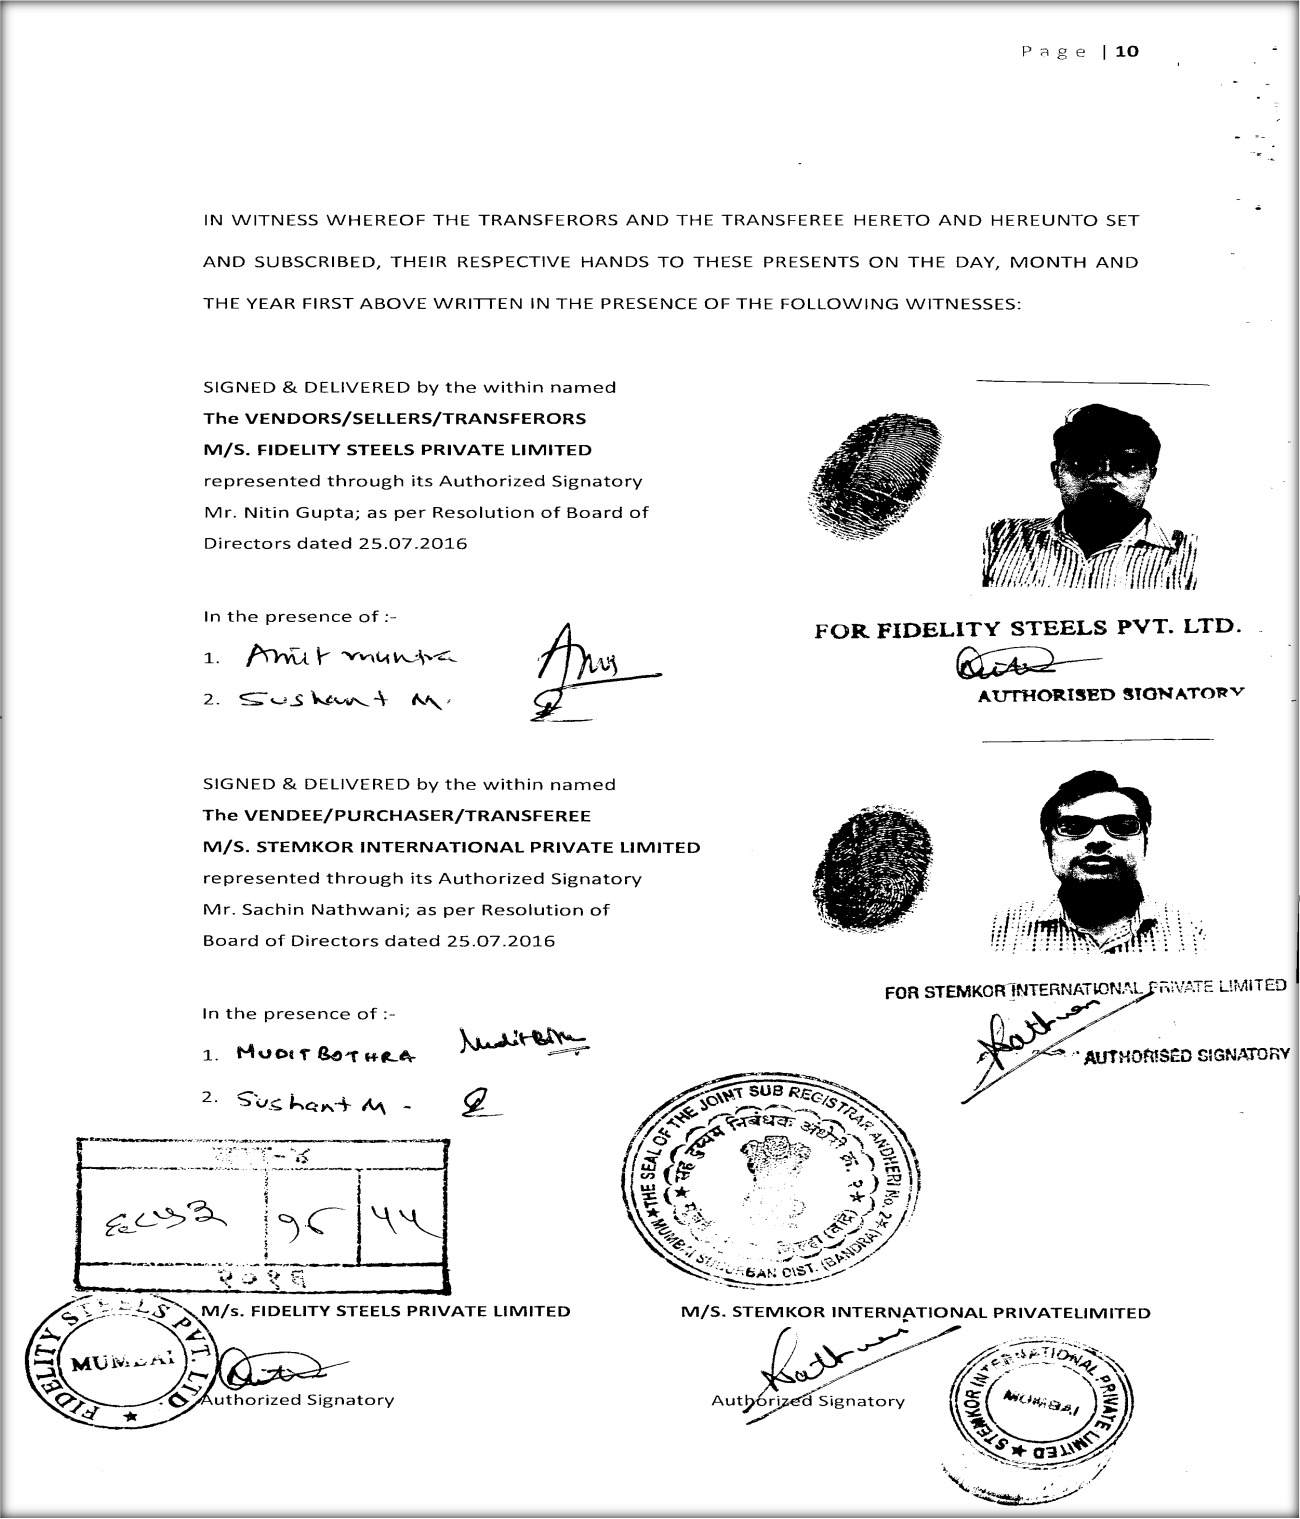 Page | 10
IN WITNESS WHEREOF THE TRANSFERORS AND THE TRANSFEREE HERETO AND HEREUNTO SET
AND SUBSCRIBED, THEIR RESPECTIVE HANDS TO THESE PRESENTS ON THE DAY, MONTH AND
THE YEAR FIRST ABOVE WRITTEN IN THE PRESENCE OF THE FOLLOWING WITNESSES:
SIGNED & DELIVERED by the within named
The VENDORS/SELLERS/TRANSFERORS
M/S. FIDELITY STEELS PRIVATE LIMITED
represented through its Authorized Signatory
Mr. Nitin Gupta; as per Resolution of Board of
Directors dated 25.07.2016
In the presence of :-
1. Amit muntra
2. Sushant M.
FOR FIDELITY STEELS PVT. LTD.
AUTHORISED SIGNATORY
SIGNED & DELIVERED by the within named
The VENDEE/PURCHASER/TRANSFEREE
M/S. STEMKOR INTERNATIONAL PRIVATE LIMITED
represented through its Authorized Signatory
Mr. Sachin Nathwani; as per Resolution of
Board of Directors dated 25.07.2016
In the presence of :-
1. MUDIT BOTHRA
2. Sushant M -
FOR STEMKOR INTERNATIONAL PRIVATE LIMITED
AUTHORISED SIGNATORY
THE SEAL OF THE JOINT SUB REGISTRAR ANDHERI No. 2
MUMBAI SUBURBAN DIST. (BANDRA)
सह दुय्यम निबंधक अंधेरी क्र. २
२०१६
M/s. FIDELITY STEELS PRIVATE LIMITED
Authorized Signatory
FIDELITY STEELS PVT. LTD.
MUMBAI
M/S. STEMKOR INTERNATIONAL PRIVATELIMITED
Authorized Signatory
STEMKOR INTERNATIONAL PRIVATE LIMITED
MUMBAI